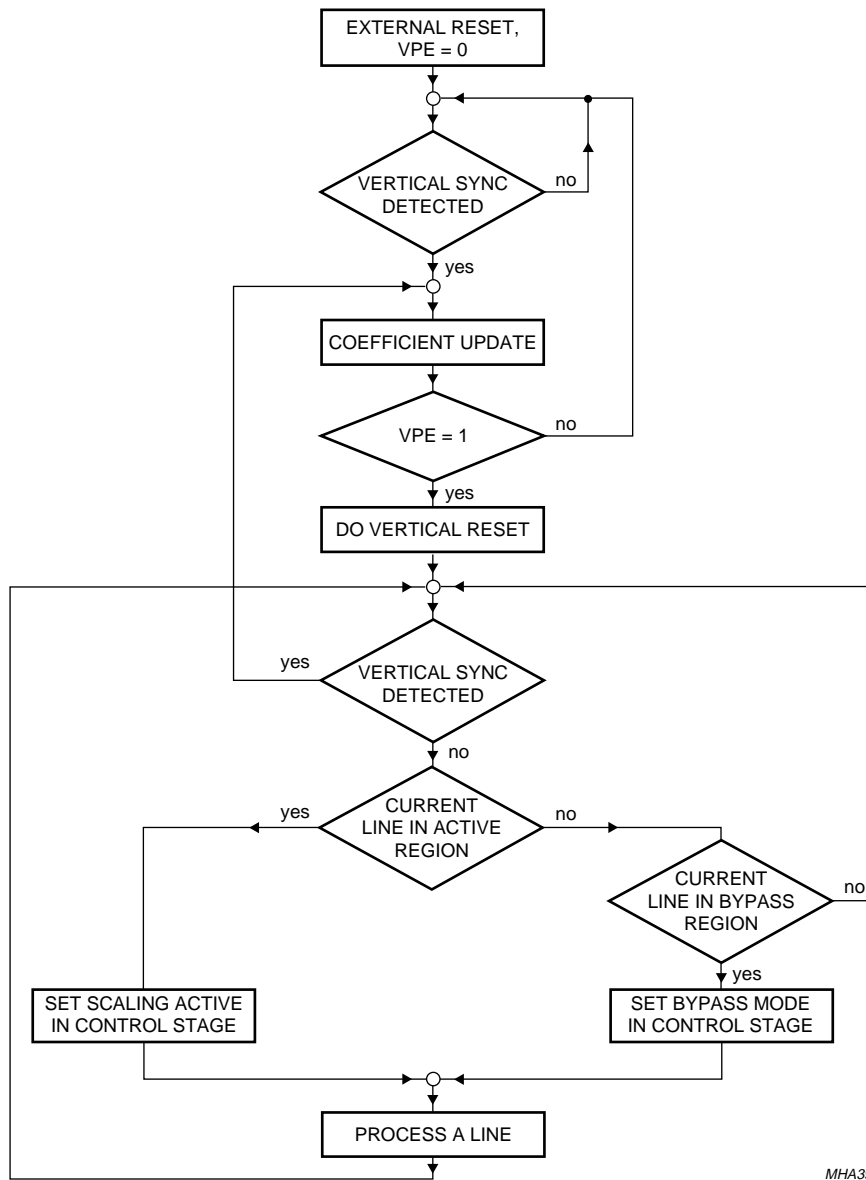 EXTERNAL RESET,
VPE = 0
VERTICAL SYNC
DETECTED
no
yes
COEFFICIENT UPDATE
VPE = 1
no
yes
DO VERTICAL RESET
yes
VERTICAL SYNC
DETECTED
no
yes
CURRENT
LINE IN ACTIVE
REGION
no
CURRENT
LINE IN BYPASS
REGION
no
yes
SET SCALING ACTIVE
IN CONTROL STAGE
SET BYPASS MODE
IN CONTROL STAGE
PROCESS A LINE